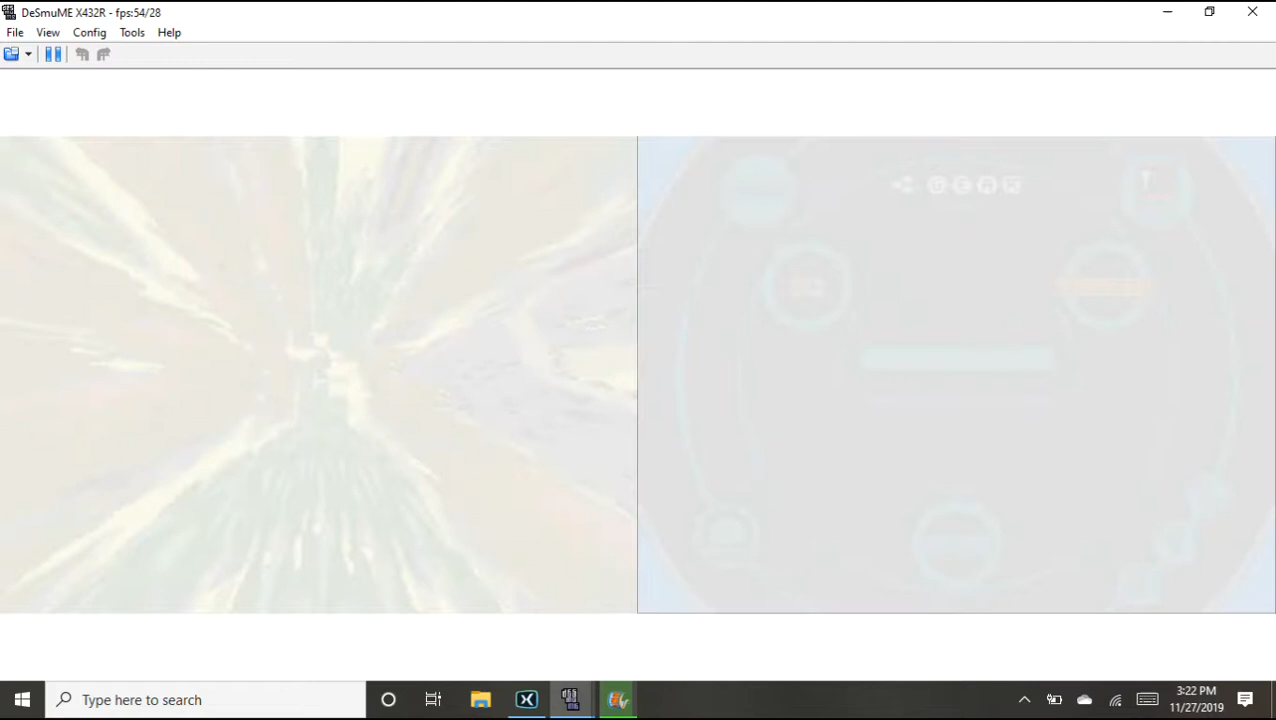 DeSmuME X432R - fps:54/28
File View Config Tools Help
GEAR
Type here to search
3:22 PM
11/27/2019